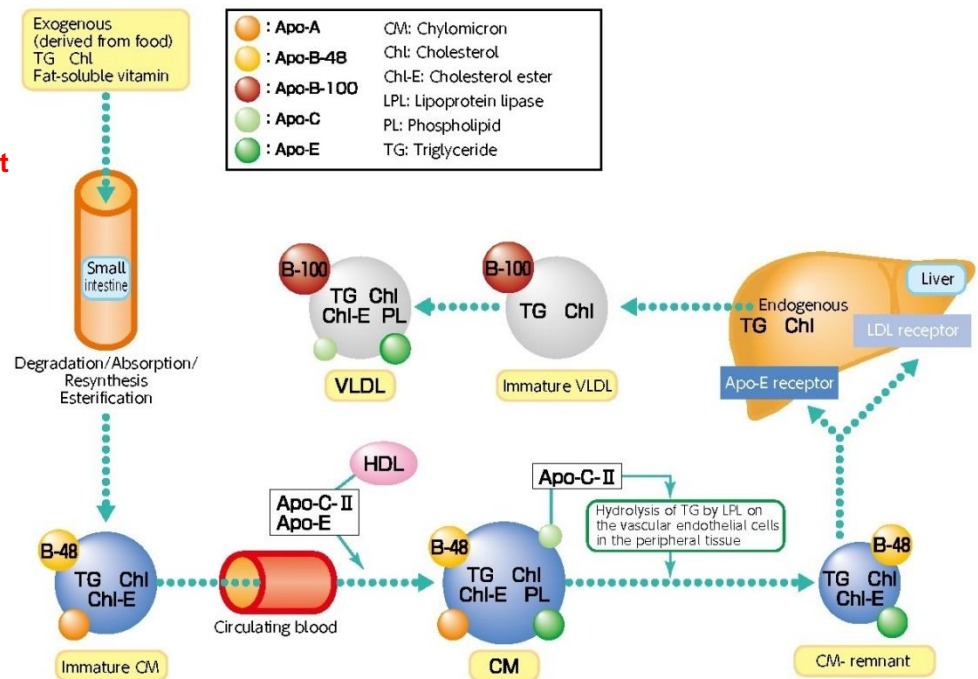 Exogenous
(derived from food)
TG Chl
Fat-soluble vitamin
: Apo-A
: Apo-B-48
: Apo-B-100
: Apo-C
: Apo-E
CM: Chylomicron
Chl: Cholesterol
Chl-E: Cholesterol ester
LPL: Lipoprotein lipase
PL: Phospholipid
TG: Triglyceride
t
Small
intestine
Degradation/Absorption/
Resynthesis
Esterification
B-100
TG Chl
Chl-E PL
VLDL
B-100
TG Chl
Immature VLDL
Liver
Endogenous
TG Chl
LDL receptor
Apo-E receptor
HDL
Apo-C-II
Apo-E
Apo-C-II
Hydrolysis of TG by LPL on
the vascular endothelial cells
in the peripheral tissue
B-48
TG Chl
Chl-E
Immature CM
Circulating blood
B-48
TG Chl
Chl-E PL
CM
B-48
TG Chl
Chl-E
CM- remnant